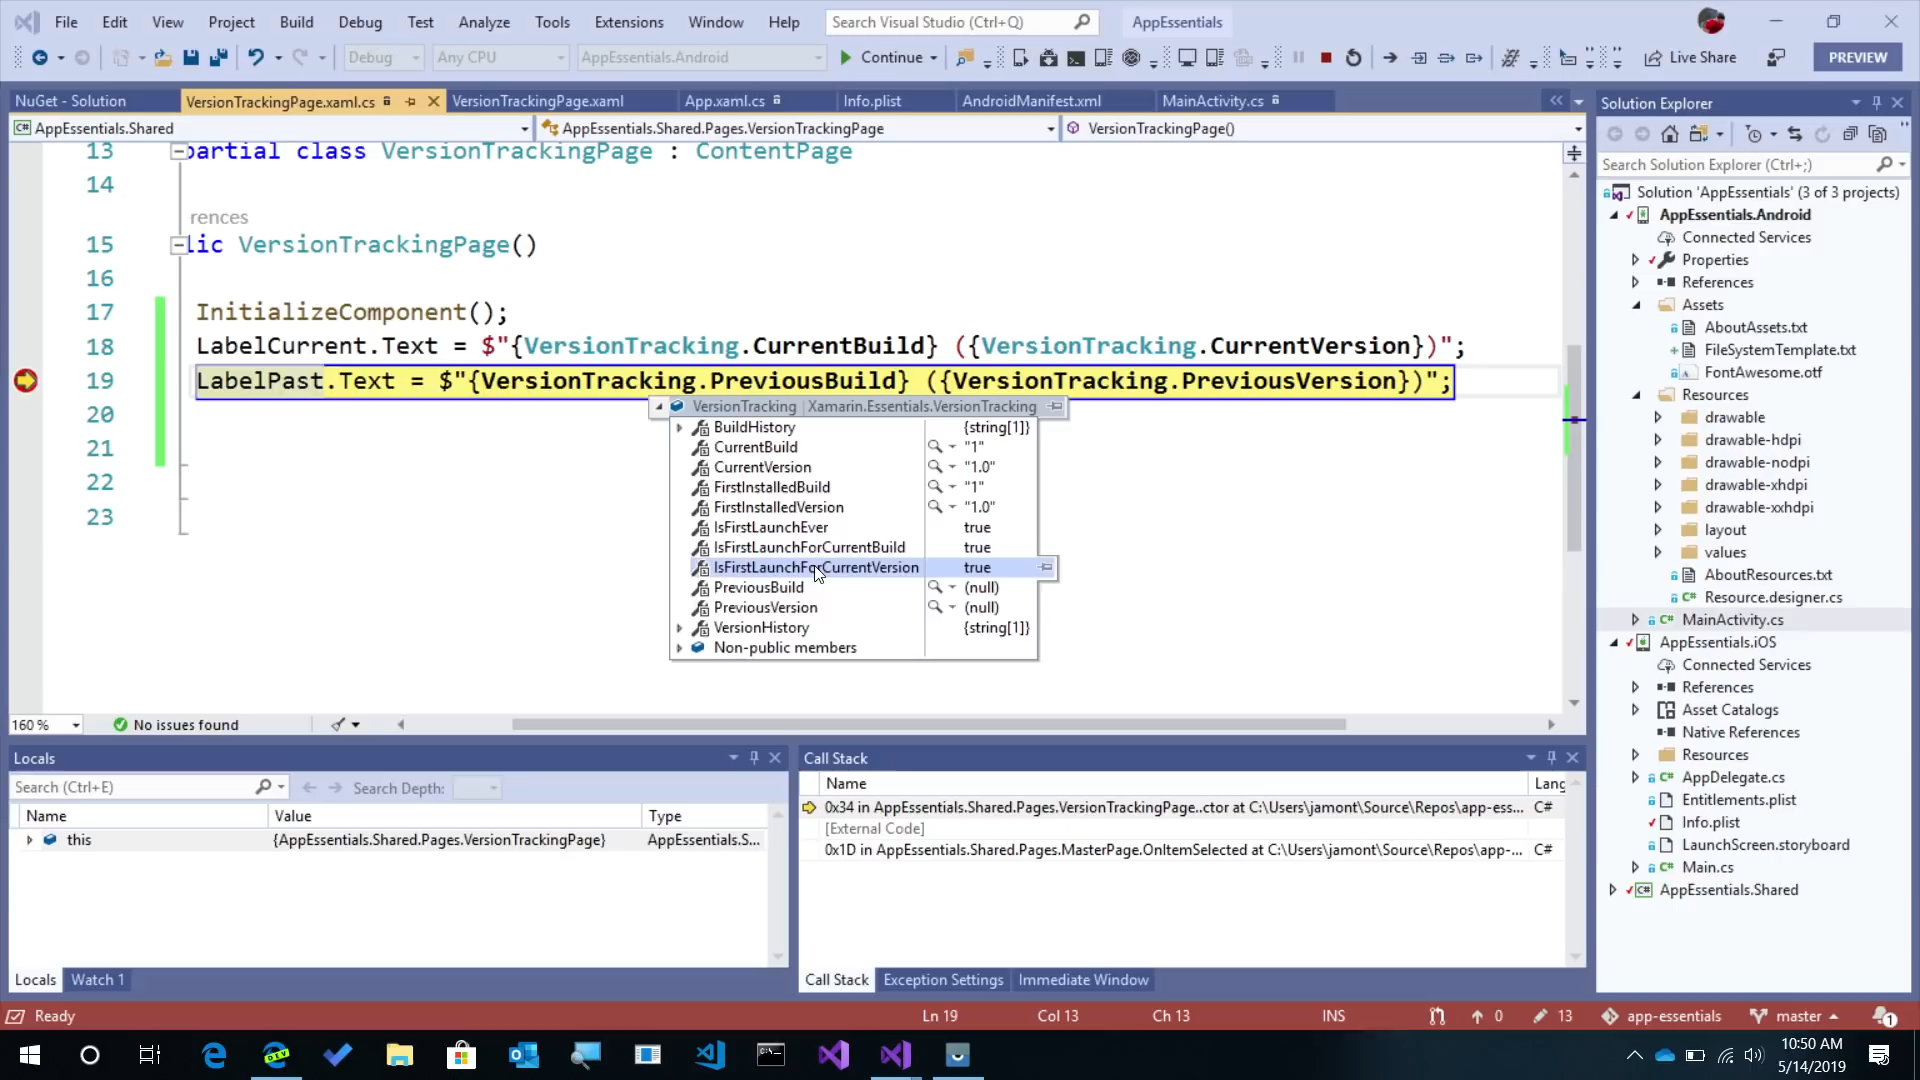 File Edit View Project Build Debug Test Analyze Tools Extensions Window Help Search Visual Studio (Ctrl+Q) AppEssentials
Debug Any CPU AppEssentials.Android Continue Live Share PREVIEW
NuGet - Solution VersionTrackingPage.xaml.cs VersionTrackingPage.xaml App.xaml.cs Info.plist AndroidManifest.xml MainActivity.cs
AppEssentials.Shared AppEssentials.Shared.Pages.VersionTrackingPage VersionTrackingPage()
13 partial class VersionTrackingPage : ContentPage
14
rences
15 lic VersionTrackingPage()
16
17 InitializeComponent();
18 LabelCurrent.Text = $"{VersionTracking.CurrentBuild} ({VersionTracking.CurrentVersion})";
19 LabelPast.Text = $"{VersionTracking.PreviousBuild} ({VersionTracking.PreviousVersion})";
20
21
22
23
VersionTracking Xamarin.Essentials.VersionTracking
BuildHistory {string[1]}
CurrentBuild "1"
CurrentVersion "1.0"
FirstInstalledBuild "1"
FirstInstalledVersion "1.0"
IsFirstLaunchEver true
IsFirstLaunchForCurrentBuild true
IsFirstLaunchForCurrentVersion true
PreviousBuild (null)
PreviousVersion (null)
VersionHistory {string[1]}
Non-public members
160 % No issues found
Locals
Search (Ctrl+E) Search Depth:
Name Value Type
this {AppEssentials.Shared.Pages.VersionTrackingPage} AppEssentials.S...
Locals Watch 1
Call Stack
Name Lang
0x34 in AppEssentials.Shared.Pages.VersionTrackingPage..ctor at C:\Users\jamont\Source\Repos\app-ess... C#
[External Code]
0x1D in AppEssentials.Shared.Pages.MasterPage.OnItemSelected at C:\Users\jamont\Source\Repos\app-... C#
Call Stack Exception Settings Immediate Window
Solution Explorer
Search Solution Explorer (Ctrl+;)
Solution 'AppEssentials' (3 of 3 projects)
AppEssentials.Android
Connected Services
Properties
References
Assets
AboutAssets.txt
FileSystemTemplate.txt
FontAwesome.otf
Resources
drawable
drawable-hdpi
drawable-nodpi
drawable-xhdpi
drawable-xxhdpi
layout
values
AboutResources.txt
Resource.designer.cs
MainActivity.cs
AppEssentials.iOS
Connected Services
References
Asset Catalogs
Native References
Resources
AppDelegate.cs
Entitlements.plist
Info.plist
LaunchScreen.storyboard
Main.cs
AppEssentials.Shared
Ready Ln 19 Col 13 Ch 13 INS 0 13 app-essentials master 1
10:50 AM
5/14/2019